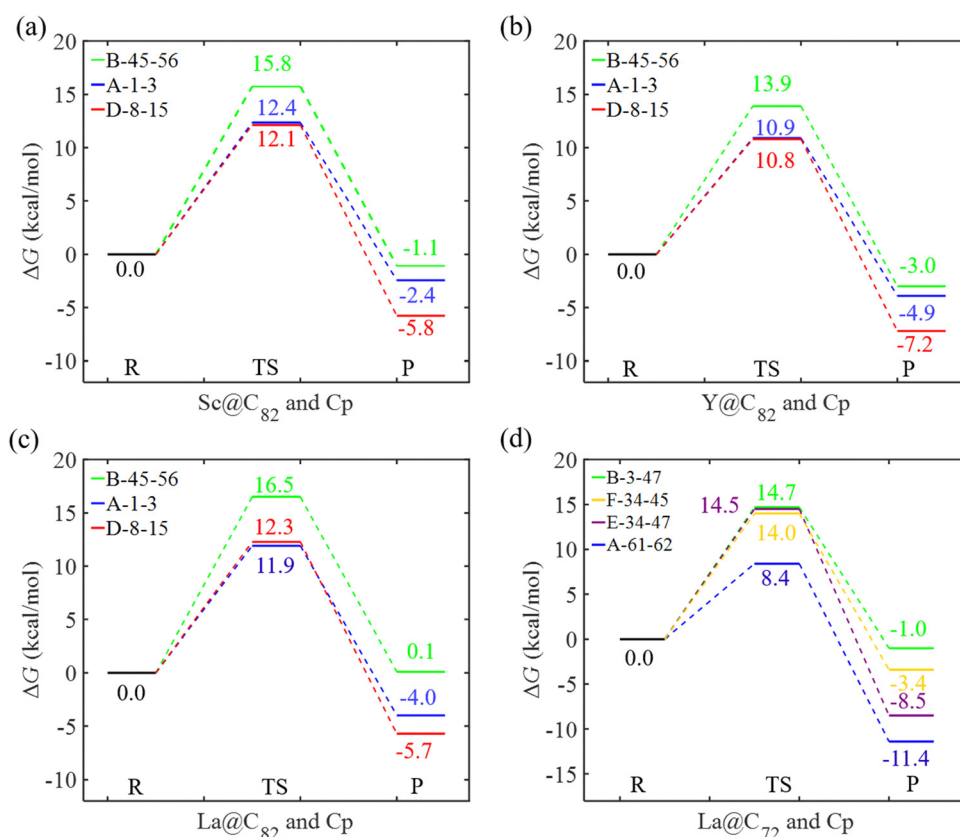 (a)
20
15
10
5
0
-5
-10
ΔG (kcal/mol)
B-45-56
A-1-3
D-8-15
15.8
12.4
12.1
0.0
-1.1
-2.4
-5.8
R TS P
Sc@C82 and Cp
(b)
20
15
10
5
0
-5
-10
ΔG (kcal/mol)
B-45-56
A-1-3
D-8-15
13.9
10.9
10.8
0.0
-3.0
-4.9
-7.2
R TS P
Y@C82 and Cp
(c)
20
15
10
5
0
-5
-10
ΔG (kcal/mol)
B-45-56
A-1-3
D-8-15
16.5
12.3
11.9
0.0
0.1
-4.0
-5.7
R TS P
La@C82 and Cp
(d)
20
15
10
5
0
-5
-10
-15
ΔG (kcal/mol)
B-3-47
F-34-45
E-34-47
A-61-62
14.7
14.5
14.0
8.4
0.0
-1.0
-3.4
-8.5
-11.4
R TS P
La@C72 and Cp